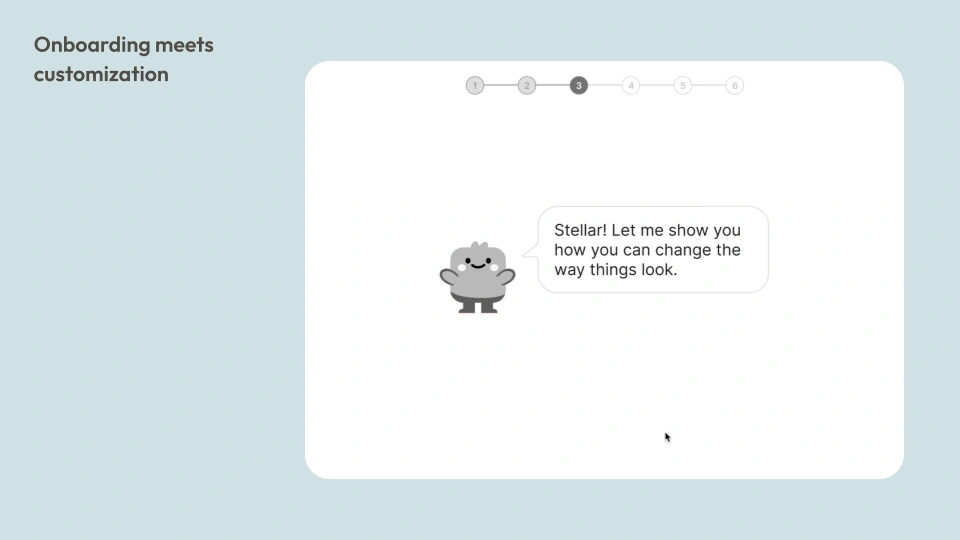 Onboarding meets
customization
1 2 3 4 5 6
Stellar! Let me show you
how you can change the
way things look.